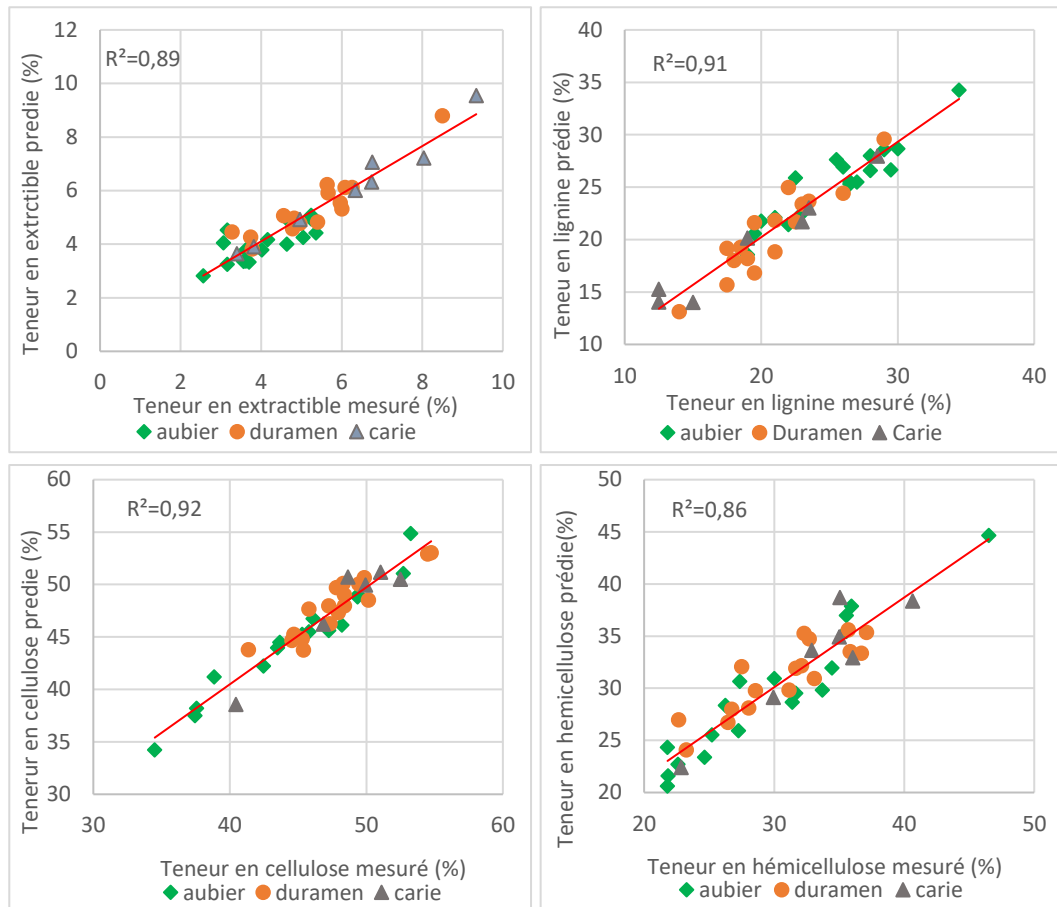 R²=0,89
Teneur en extrctible predie (%)
12
10
8
6
4
2
0
0 2 4 6 8 10
Teneur en extractible mesuré (%)
aubier duramen carie
R²=0,91
Teneu en lignine prédie (%)
40
35
30
25
20
15
10
10 20 30 40
Teneur en lignine mesuré (%)
aubier Duramen Carie
R²=0,92
Tenerur en cellulose predie (%)
60
55
50
45
40
35
30
30 40 50 60
Teneur en cellulose mesuré (%)
aubier duramen carie
R²=0,86
Teneur en hemicellulose prédie(%)
50
45
40
35
30
25
20
20 30 40 50
Teneur en hémicellulose mesuré (%)
aubier duramen carie